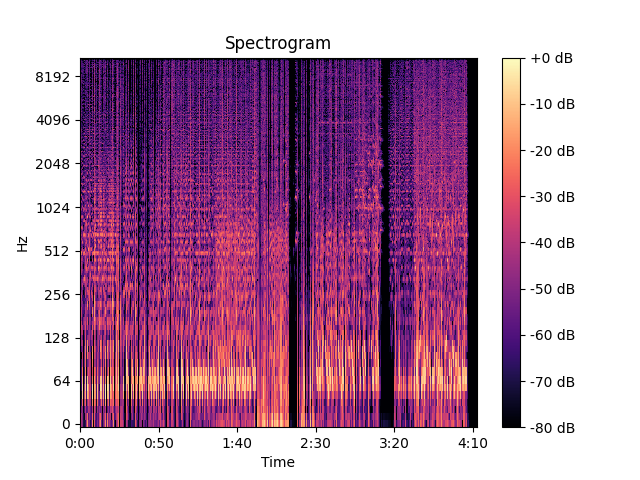 Spectrogram
8192
4096
2048
1024
512
256
128
64
0
Hz
0:00 0:50 1:40 2:30 3:20 4:10
Time
+0 dB
-10 dB
-20 dB
-30 dB
-40 dB
-50 dB
-60 dB
-70 dB
-80 dB